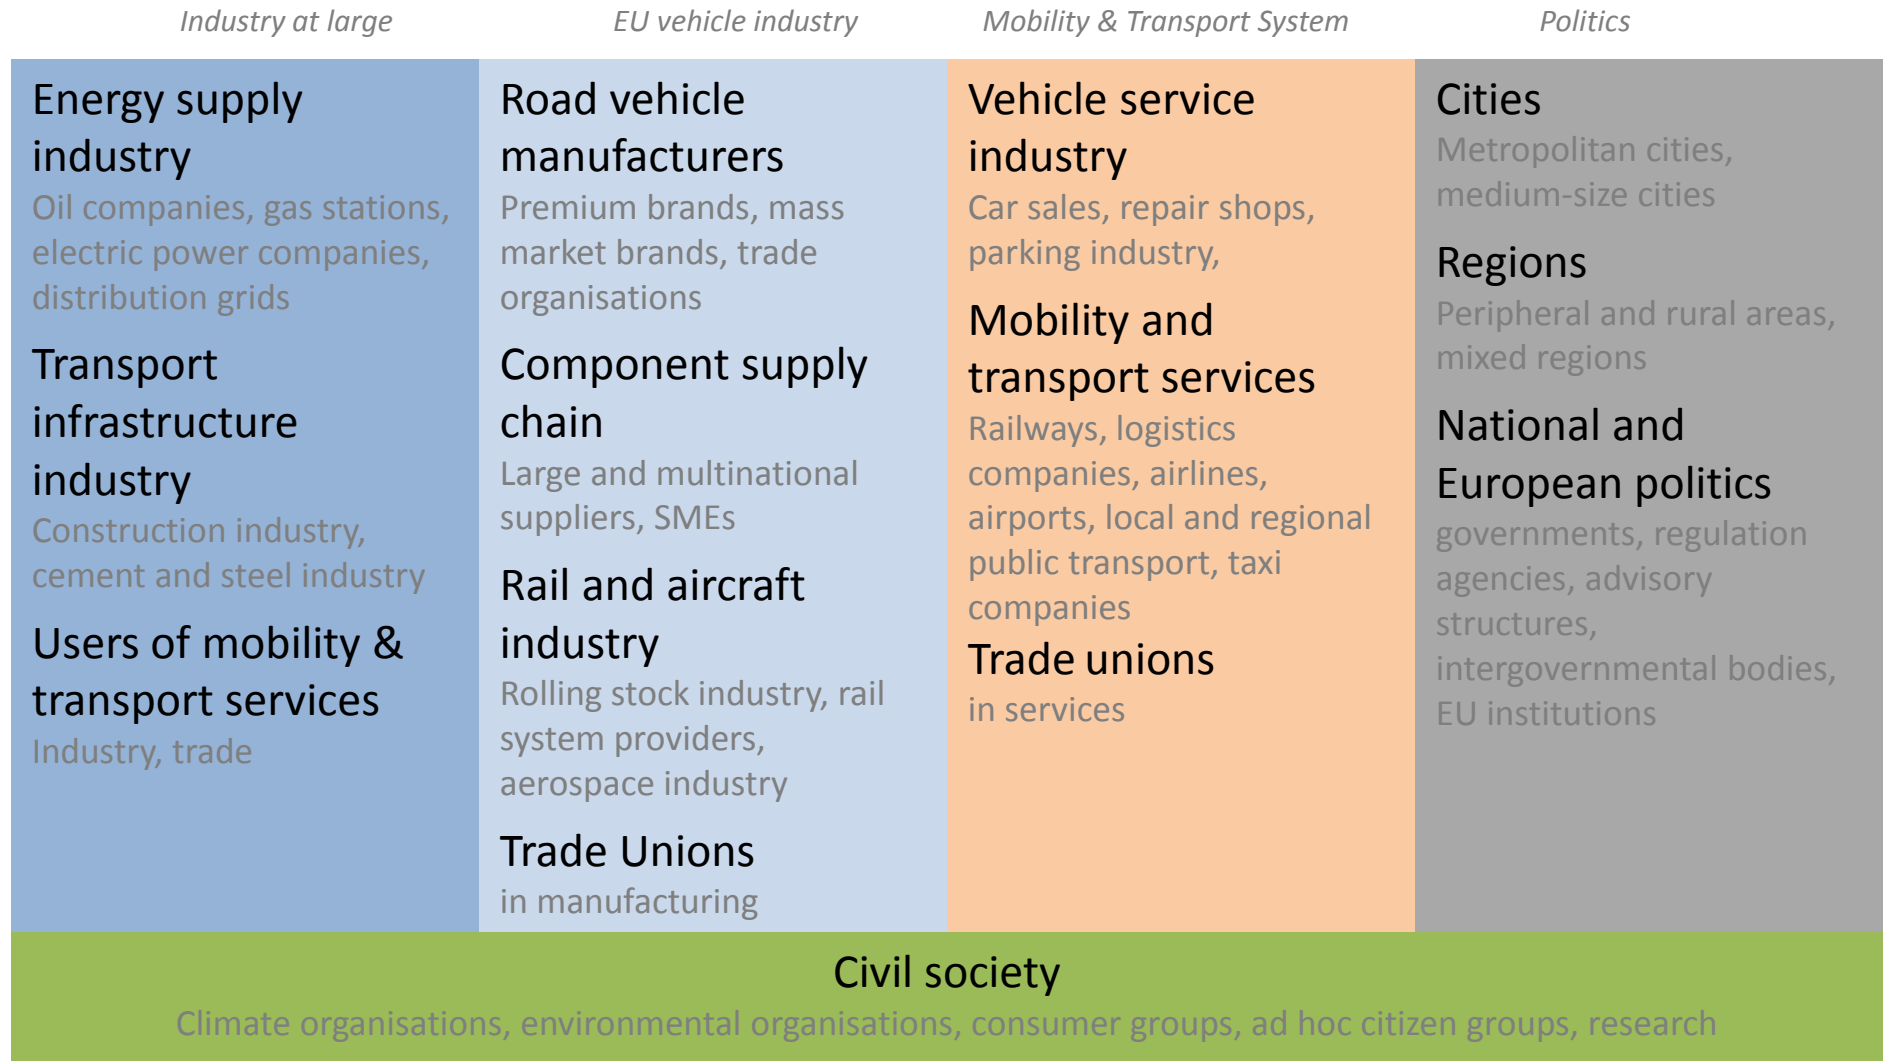 Industry at large
EU vehicle industry
Mobility & Transport System
Politics
Energy supply
industry
Oil companies, gas stations,
electric power companies,
distribution grids
Transport
infrastructure
industry
Construction industry,
cement and steel industry
Users of mobility &
transport services
Industry, trade
Road vehicle
manufacturers
Premium brands, mass
market brands, trade
organisations
Component supply
chain
Large and multinational
suppliers, SMEs
Rail and aircraft
industry
Rolling stock industry, rail
system providers,
aerospace industry
Trade Unions
in manufacturing
Vehicle service
industry
Car sales, repair shops,
parking industry,
Mobility and
transport services
Railways, logistics
companies, airlines,
airports, local and regional
public transport, taxi
companies
Trade unions
in services
Cities
Metropolitan cities,
medium-size cities
Regions
Peripheral and rural areas,
mixed regions
National and
European politics
governments, regulation
agencies, advisory
structures,
intergovernmental bodies,
EU institutions
Civil society
Climate organisations, environmental organisations, consumer groups, ad hoc citizen groups, research